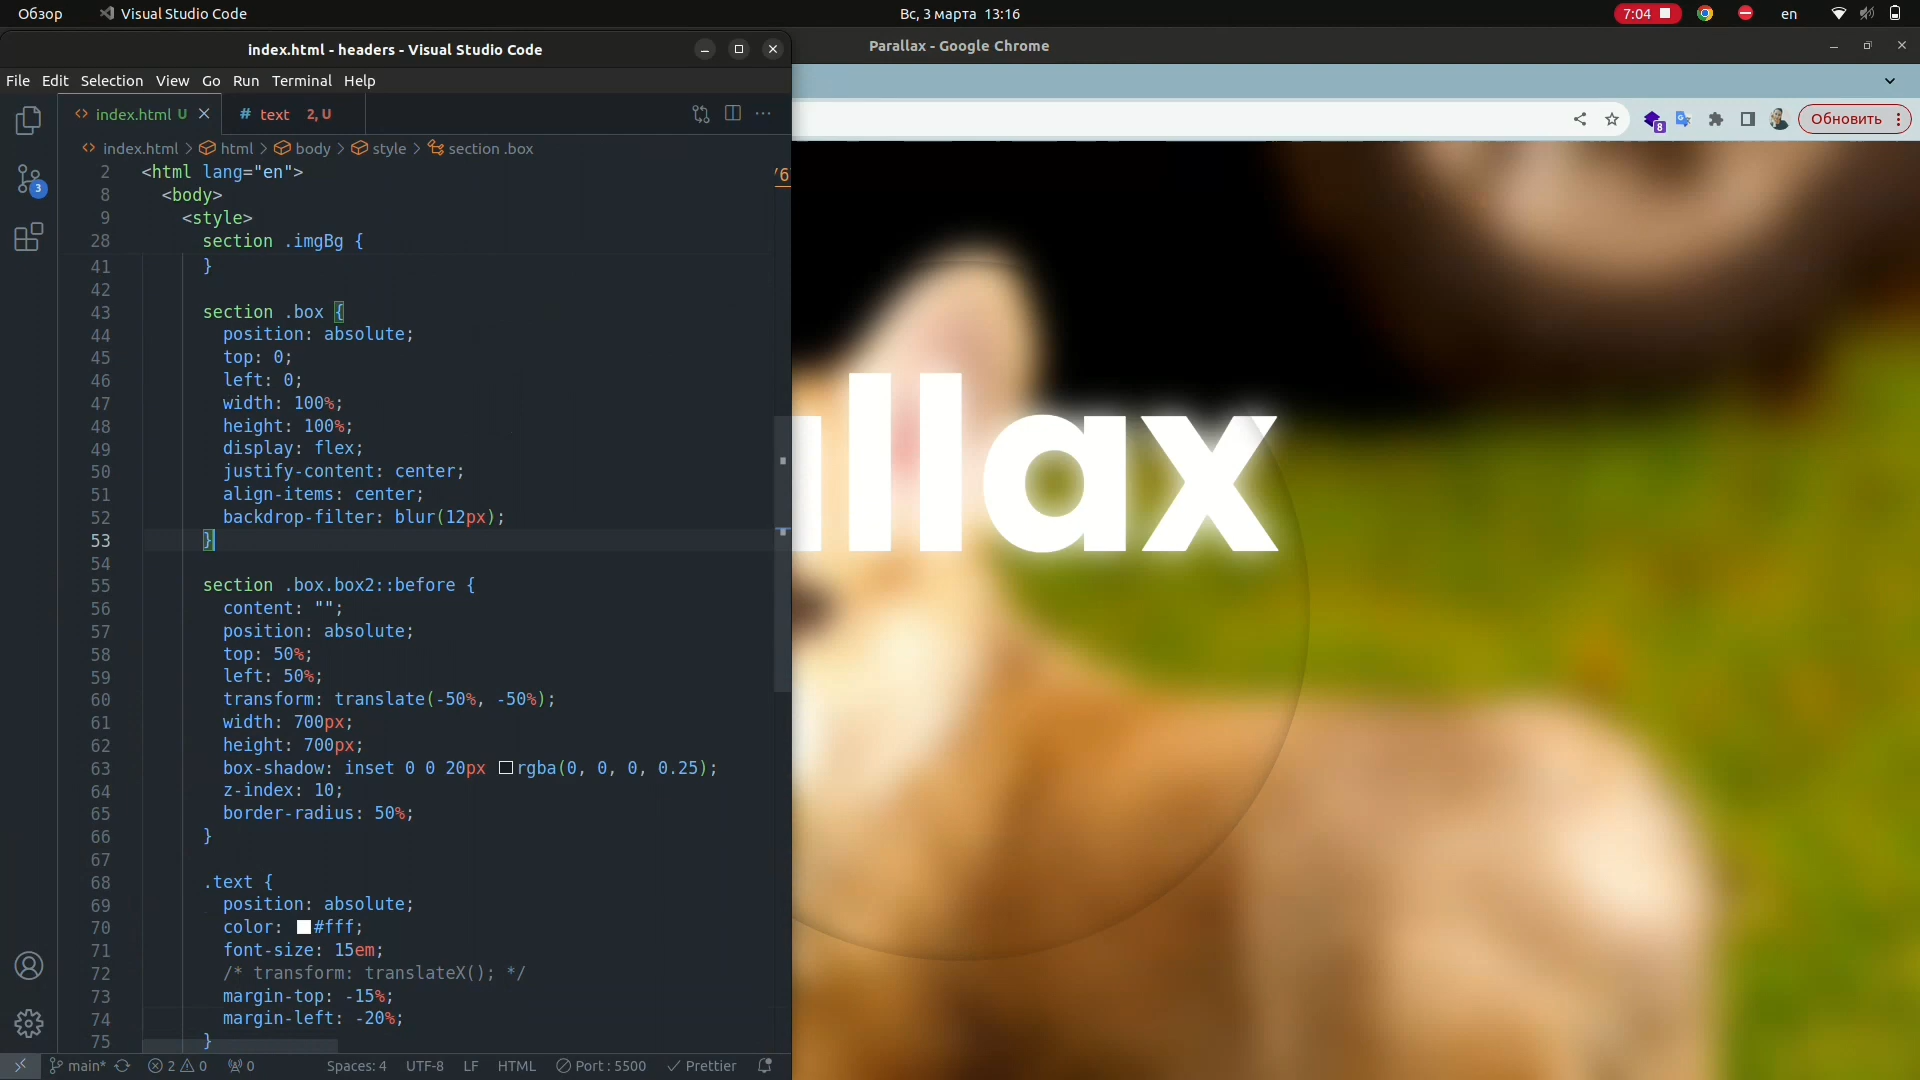 Обзор
Visual Studio Code
Вс, 3 марта 13:16
7:04
en
index.html - headers - Visual Studio Code
Parallax - Google Chrome
File Edit Selection View Go Run Terminal Help
index.html U
# text 2, U
Обновить
8
index.html > html > body > style > section .box
3
2 <html lang="en">
8 <body>
9 <style>
28 section .imgBg {
41 }
42
43 section .box {
44 position: absolute;
45 top: 0;
46 left: 0;
47 width: 100%;
48 height: 100%;
49 display: flex;
50 justify-content: center;
51 align-items: center;
52 backdrop-filter: blur(12px);
53 }
54
55 section .box.box2::before {
56 content: "";
57 position: absolute;
58 top: 50%;
59 left: 50%;
60 transform: translate(-50%, -50%);
61 width: 700px;
62 height: 700px;
63 box-shadow: inset 0 0 20px rgba(0, 0, 0, 0.25);
64 z-index: 10;
65 border-radius: 50%;
66 }
67
68 .text {
69 position: absolute;
70 color: #fff;
71 font-size: 15em;
72 /* transform: translateX(); */
73 margin-top: -15%;
74 margin-left: -20%;
75 }
allax
main* 2 0 0 Spaces: 4 UTF-8 LF HTML Port : 5500 Prettier